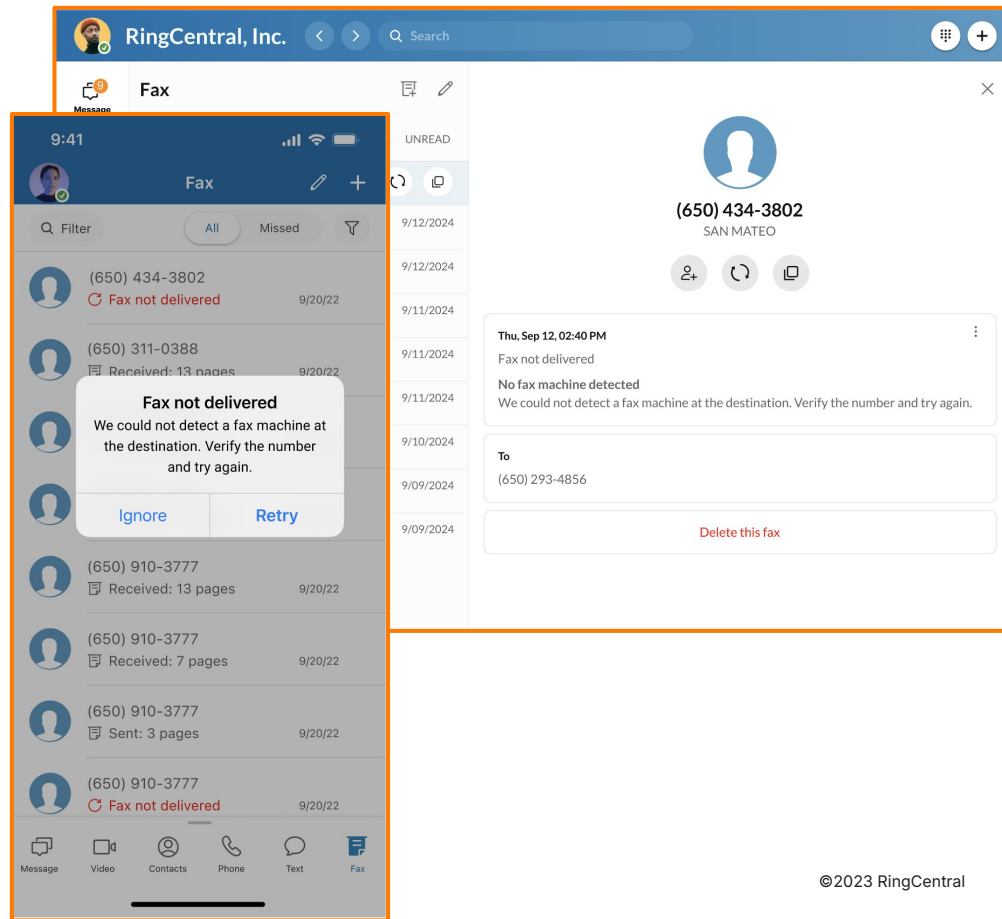 RingCentral, Inc.
Search
9
Message
Fax
UNREAD
9/12/2024
9/12/2024
9/11/2024
9/11/2024
9/11/2024
9/10/2024
9/09/2024
9/09/2024
(650) 434-3802
SAN MATEO
Thu, Sep 12, 02:40 PM
Fax not delivered
No fax machine detected
We could not detect a fax machine at the destination. Verify the number and try again.
To
(650) 293-4856
Delete this fax
9:41
Fax
Filter
All
Missed
(650) 434-3802
Fax not delivered 9/20/22
(650) 311-0388
Received: 13 pages 9/20/22
Fax not delivered
We could not detect a fax machine at
the destination. Verify the number
and try again.
Ignore
Retry
(650) 910-3777
Received: 13 pages 9/20/22
(650) 910-3777
Received: 7 pages 9/20/22
(650) 910-3777
Sent: 3 pages 9/20/22
(650) 910-3777
Fax not delivered 9/20/22
Message
Video
Contacts
Phone
Text
Fax
©2023 RingCentral